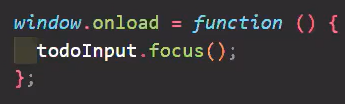 window.onload = function () {
  todoInput.focus();
};